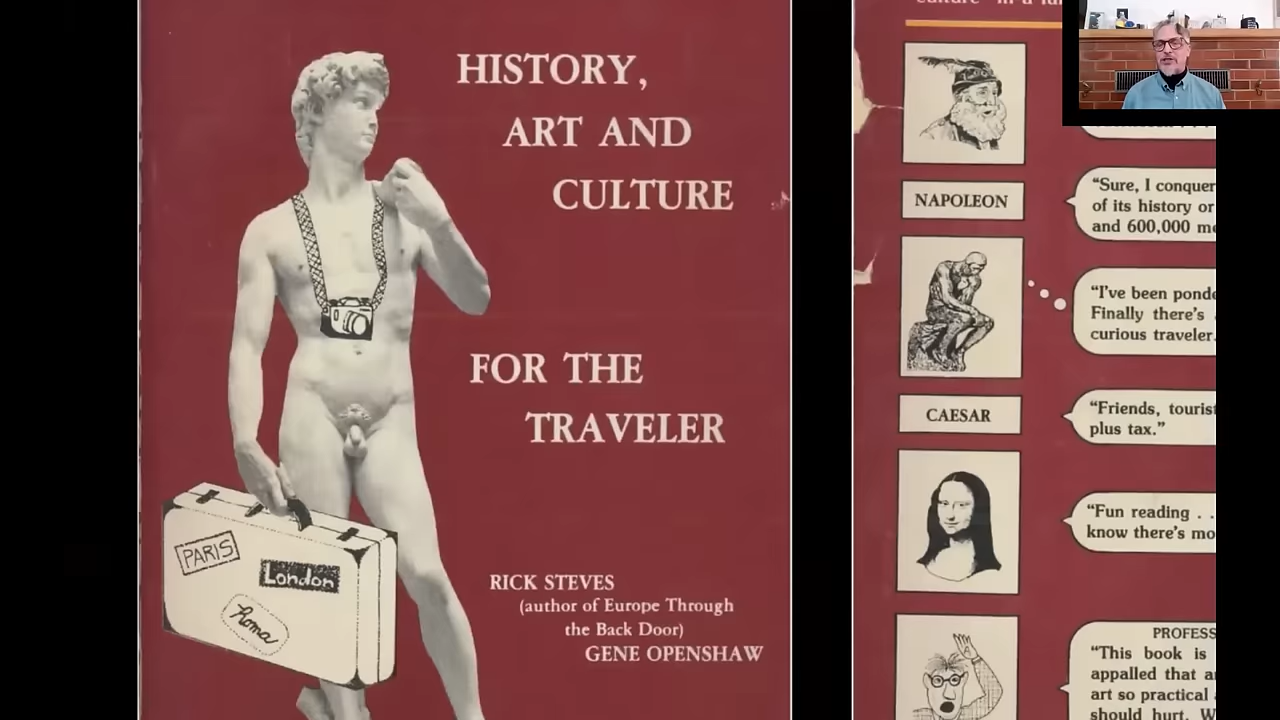 HISTORY,
ART AND
CULTURE
FOR THE
TRAVELER
PARIS
London
Roma
RICK STEVES
(author of Europe Through
the Back Door)
GENE OPENSHAW
NAPOLEON
"Sure, I conquer
of its history or
and 600,000 me
"I've been ponde
Finally there's
curious traveler.
CAESAR
"Friends, tourist
plus tax."
"Fun reading . .
know there's mo
PROFESS
"This book is
appalled that a
art so practical
should hurt. W